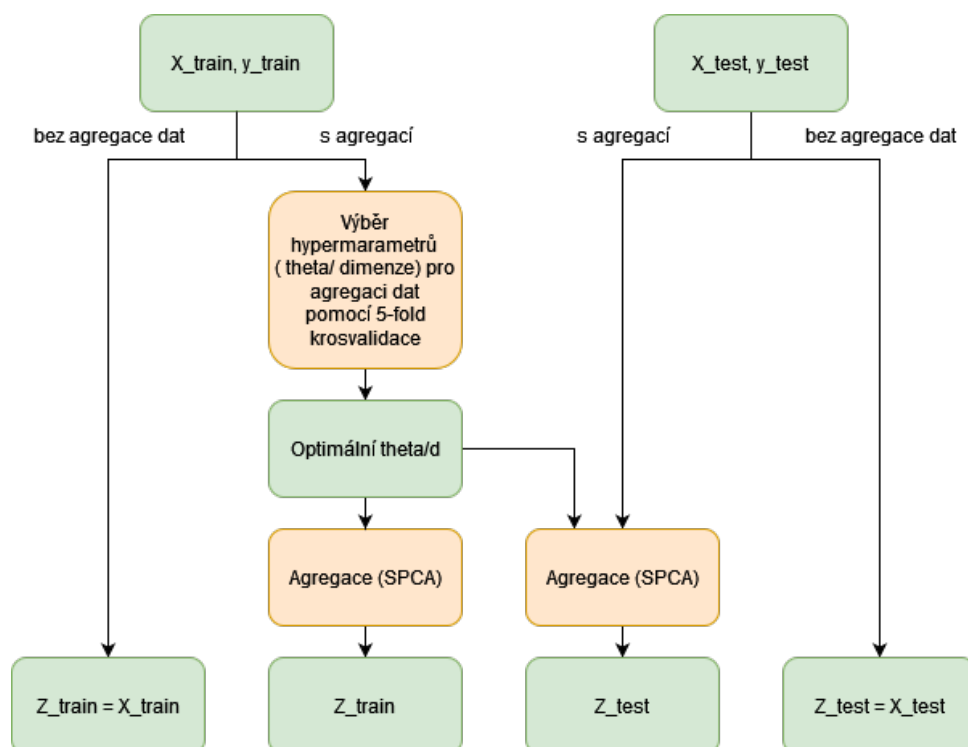 X_train, y_train
X_test, y_test
bez agregace dat
s agregací
s agregací
bez agregace dat
Výběr
hypermarametrů
( theta/ dimenze) pro
agregaci dat
pomocí 5-fold
krosvalidace
Optimální theta/d
Agregace (SPCA)
Agregace (SPCA)
Z_train = X_train
Z_train
Z_test
Z_test = X_test